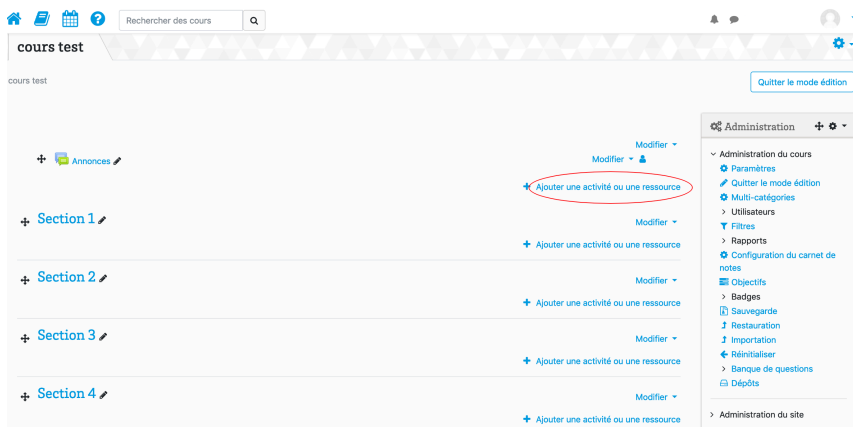 Rechercher des cours
cours test
cours test
Quitter le mode édition
Modifier
Annonces
Modifier
Ajouter une activité ou une ressource
Section 1
Modifier
Ajouter une activité ou une ressource
Section 2
Modifier
Ajouter une activité ou une ressource
Section 3
Modifier
Ajouter une activité ou une ressource
Section 4
Modifier
Ajouter une activité ou une ressource
Administration
Administration du cours
Paramètres
Quitter le mode édition
Multi-catégories
Utilisateurs
Filtres
Rapports
Configuration du carnet de
notes
Objectifs
Badges
Sauvegarde
Restauration
Importation
Réinitialiser
Banque de questions
Dépôts
Administration du site